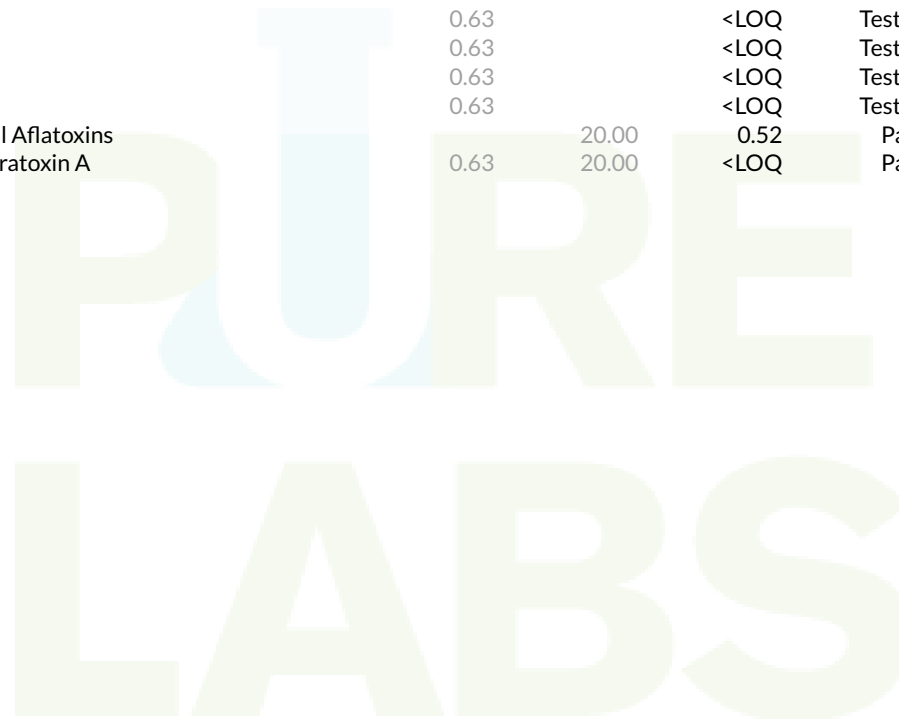 0.63 <LOQ Test
0.63 <LOQ Test
0.63 <LOQ Test
0.63 <LOQ Test
l Aflatoxins 20.00 0.52 Pa
ratoxin A 0.63 20.00 <LOQ Pa
PURE
LABS